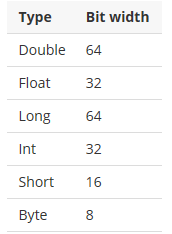 Type Bit width
Double 64
Float 32
Long 64
Int 32
Short 16
Byte 8